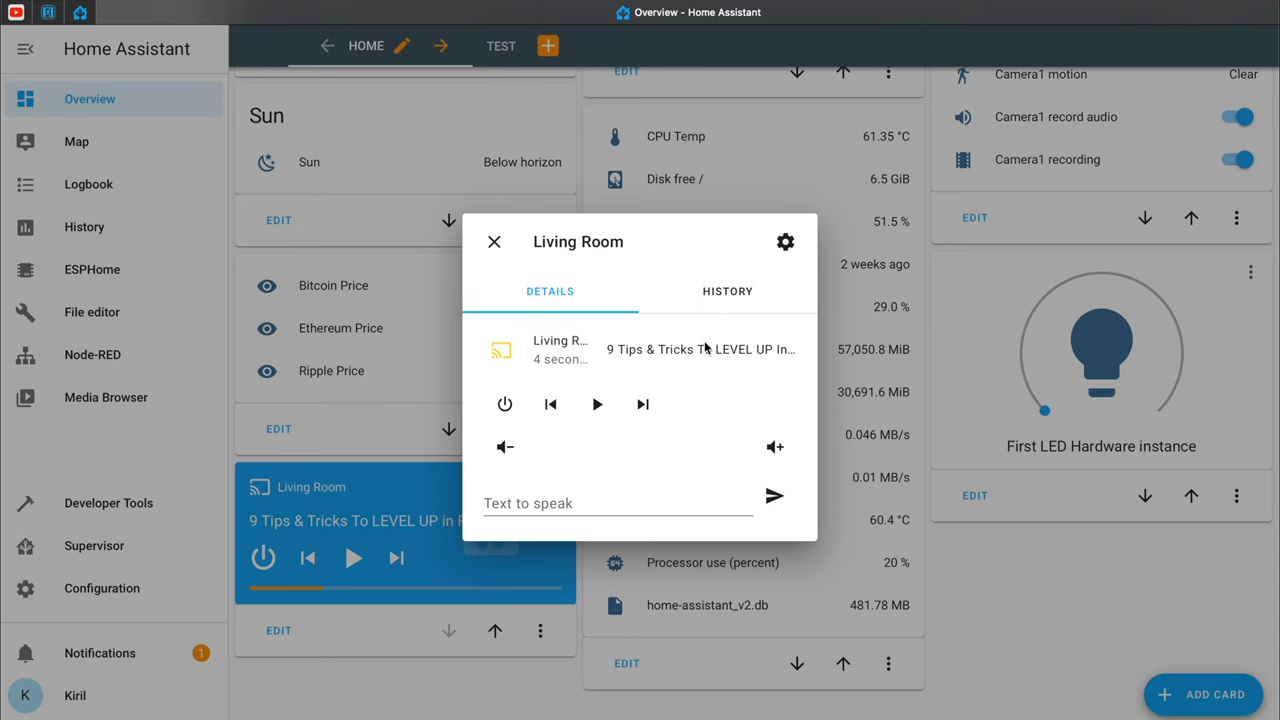 Overview - Home Assistant
Home Assistant
HOME
TEST
Overview
Map
Logbook
History
ESPHome
File editor
Node-RED
Media Browser
Developer Tools
Supervisor
Configuration
Notifications
1
K
Kiril
Sun
Sun
Below horizon
EDIT
Bitcoin Price
Ethereum Price
Ripple Price
EDIT
Living Room
9 Tips & Tricks To LEVEL UP in
EDIT
EDIT
CPU Temp
61.35 °C
Disk free /
6.5 GiB
51.5 %
2 weeks ago
29.0 %
57,050.8 MiB
30,691.6 MiB
0.046 MB/s
0.01 MB/s
60.4 °C
Processor use (percent)
20 %
home-assistant_v2.db
481.78 MB
EDIT
Living Room
DETAILS
HISTORY
Living R...
4 secon...
9 Tips & Tricks To LEVEL UP In...
Text to speak
Camera1 motion
Clear
Camera1 record audio
Camera1 recording
EDIT
First LED Hardware instance
EDIT
ADD CARD